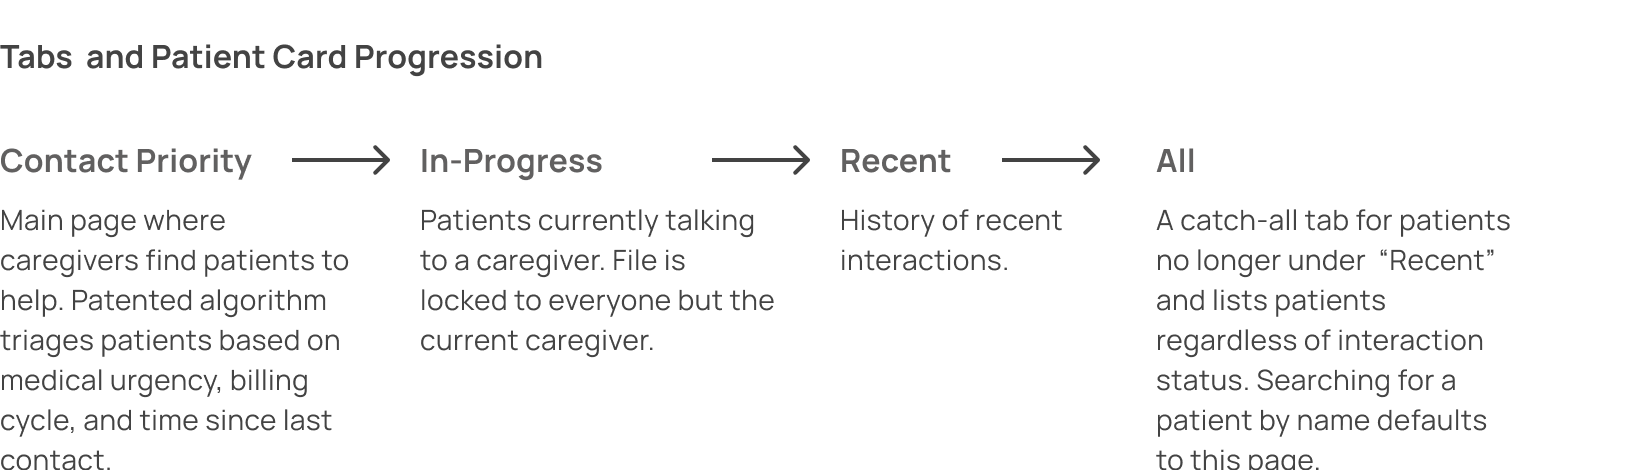 Tabs  and Patient Card Progression
Contact Priority
Main page where
caregivers find patients to
help. Patented algorithm
triages patients based on
medical urgency, billing
cycle, and time since last
contact.
In-Progress
Patients currently talking
to a caregiver. File is
locked to everyone but the
current caregiver.
Recent
History of recent
interactions.
All
A catch-all tab for patients
no longer under  “Recent”
and lists patients
regardless of interaction
status. Searching for a
patient by name defaults
to this page.